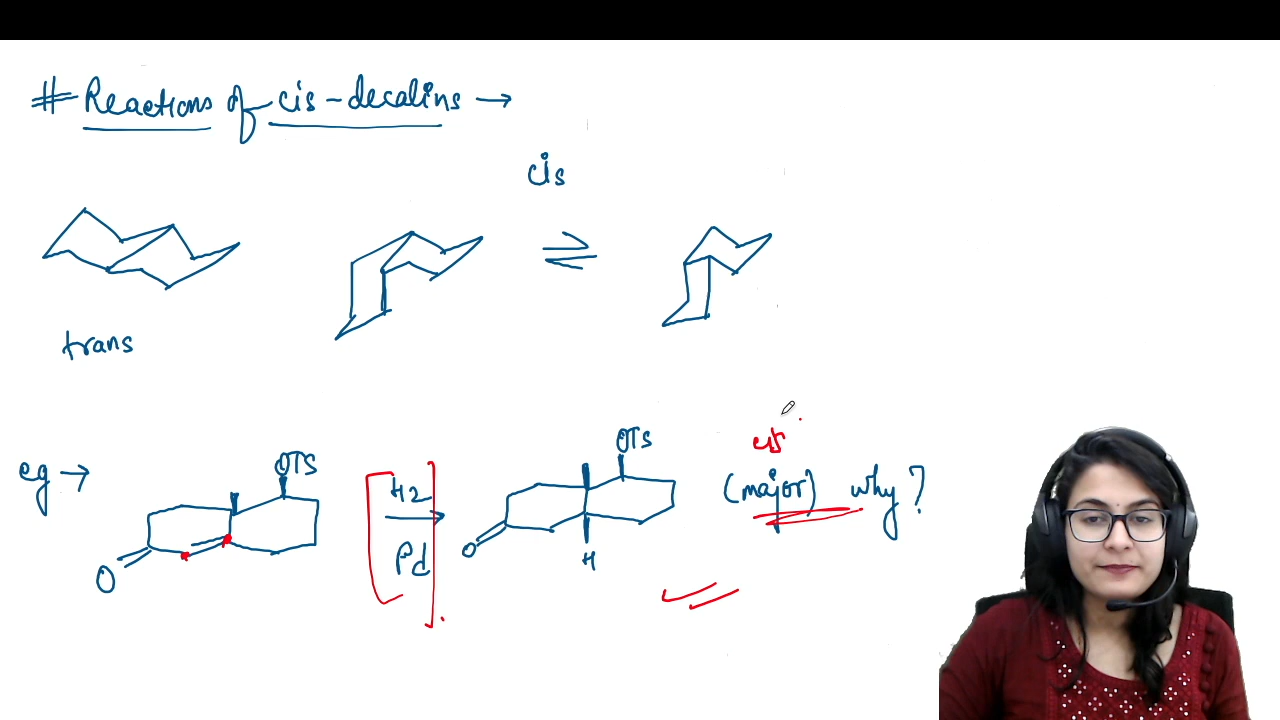 # Reactions of cis-decalins →
cis
trans
eg →
OTS
O
H2
Pd
OTS
O
H
cis
(major) why?